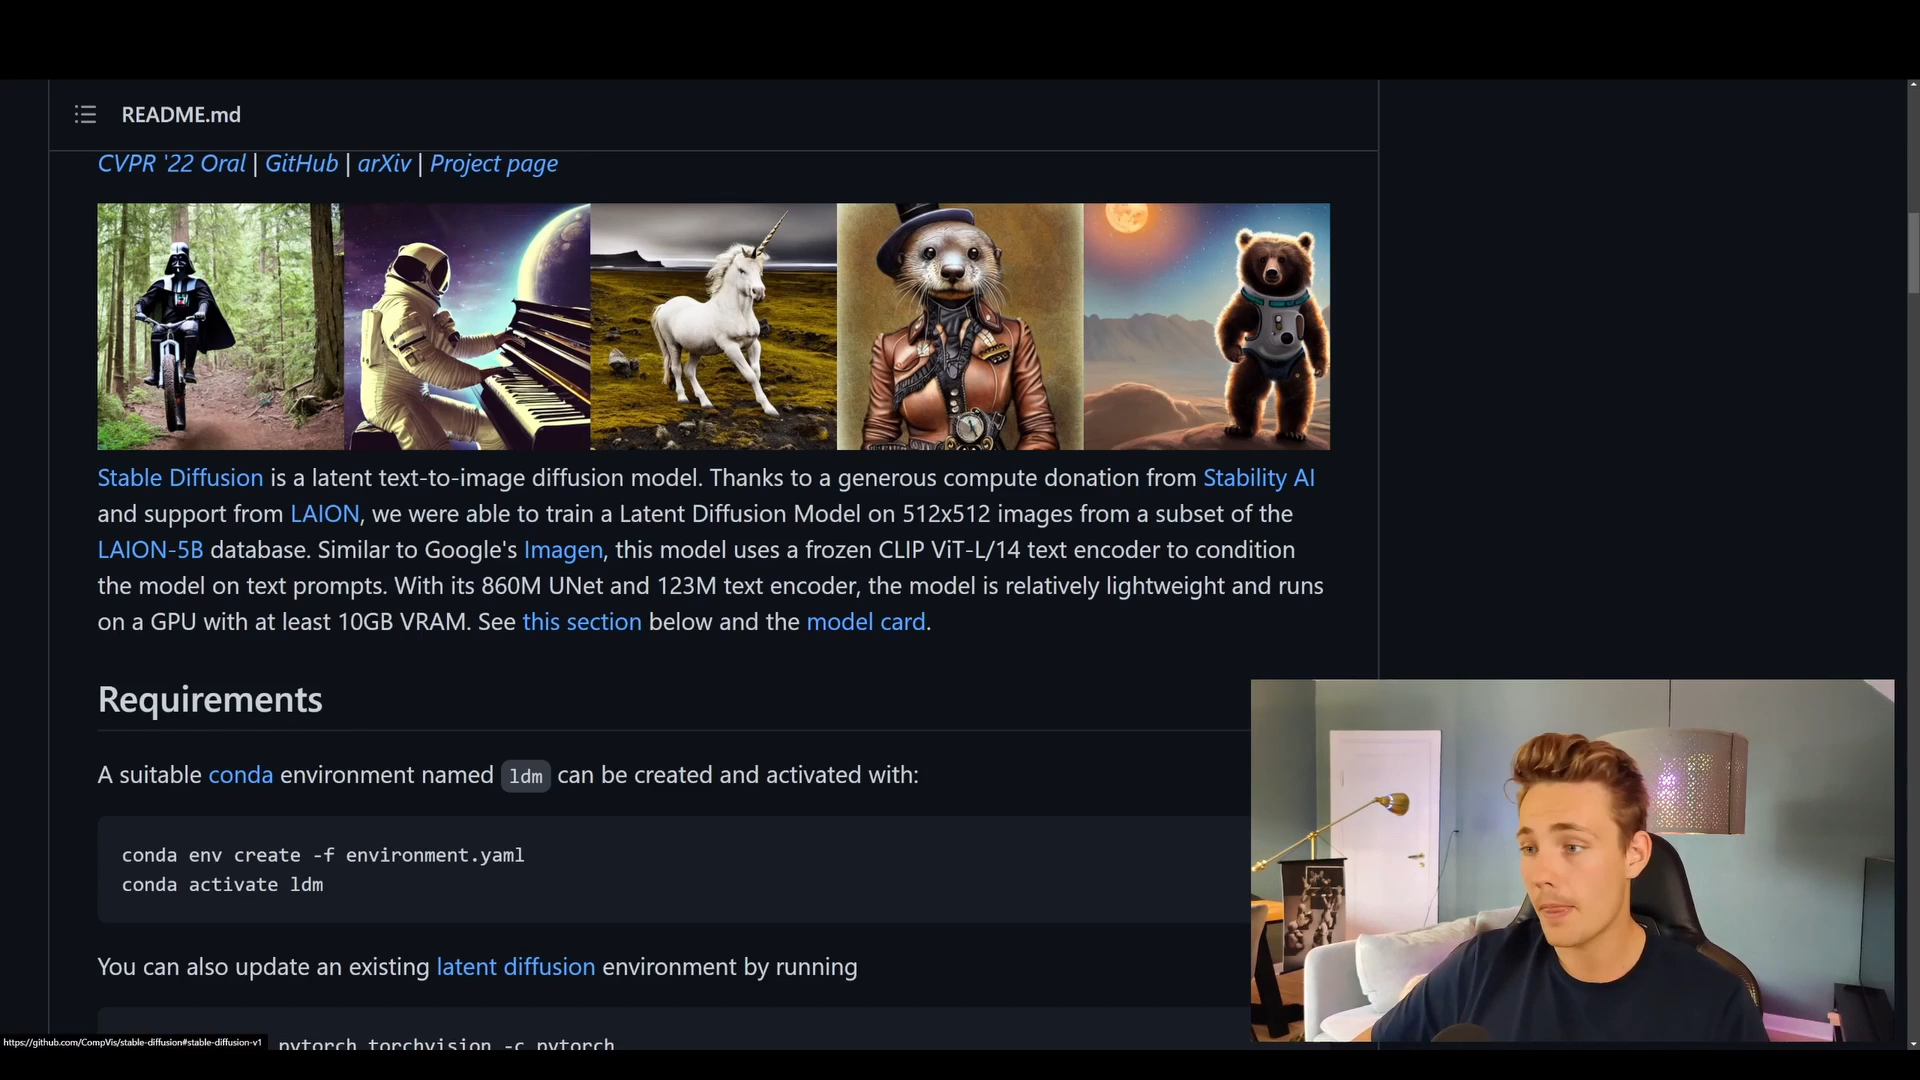 README.md
CVPR '22 Oral | GitHub | arXiv | Project page
Stable Diffusion is a latent text-to-image diffusion model. Thanks to a generous compute donation from Stability AI
and support from LAION, we were able to train a Latent Diffusion Model on 512x512 images from a subset of the
LAION-5B database. Similar to Google's Imagen, this model uses a frozen CLIP ViT-L/14 text encoder to condition
the model on text prompts. With its 860M UNet and 123M text encoder, the model is relatively lightweight and runs
on a GPU with at least 10GB VRAM. See this section below and the model card.
Requirements
A suitable conda environment named ldm can be created and activated with:
conda env create -f environment.yaml
conda activate ldm
You can also update an existing latent diffusion environment by running
pytorch torchvision -c pytorch
https://github.com/CompVis/stable-diffusion#stable-diffusion-v1